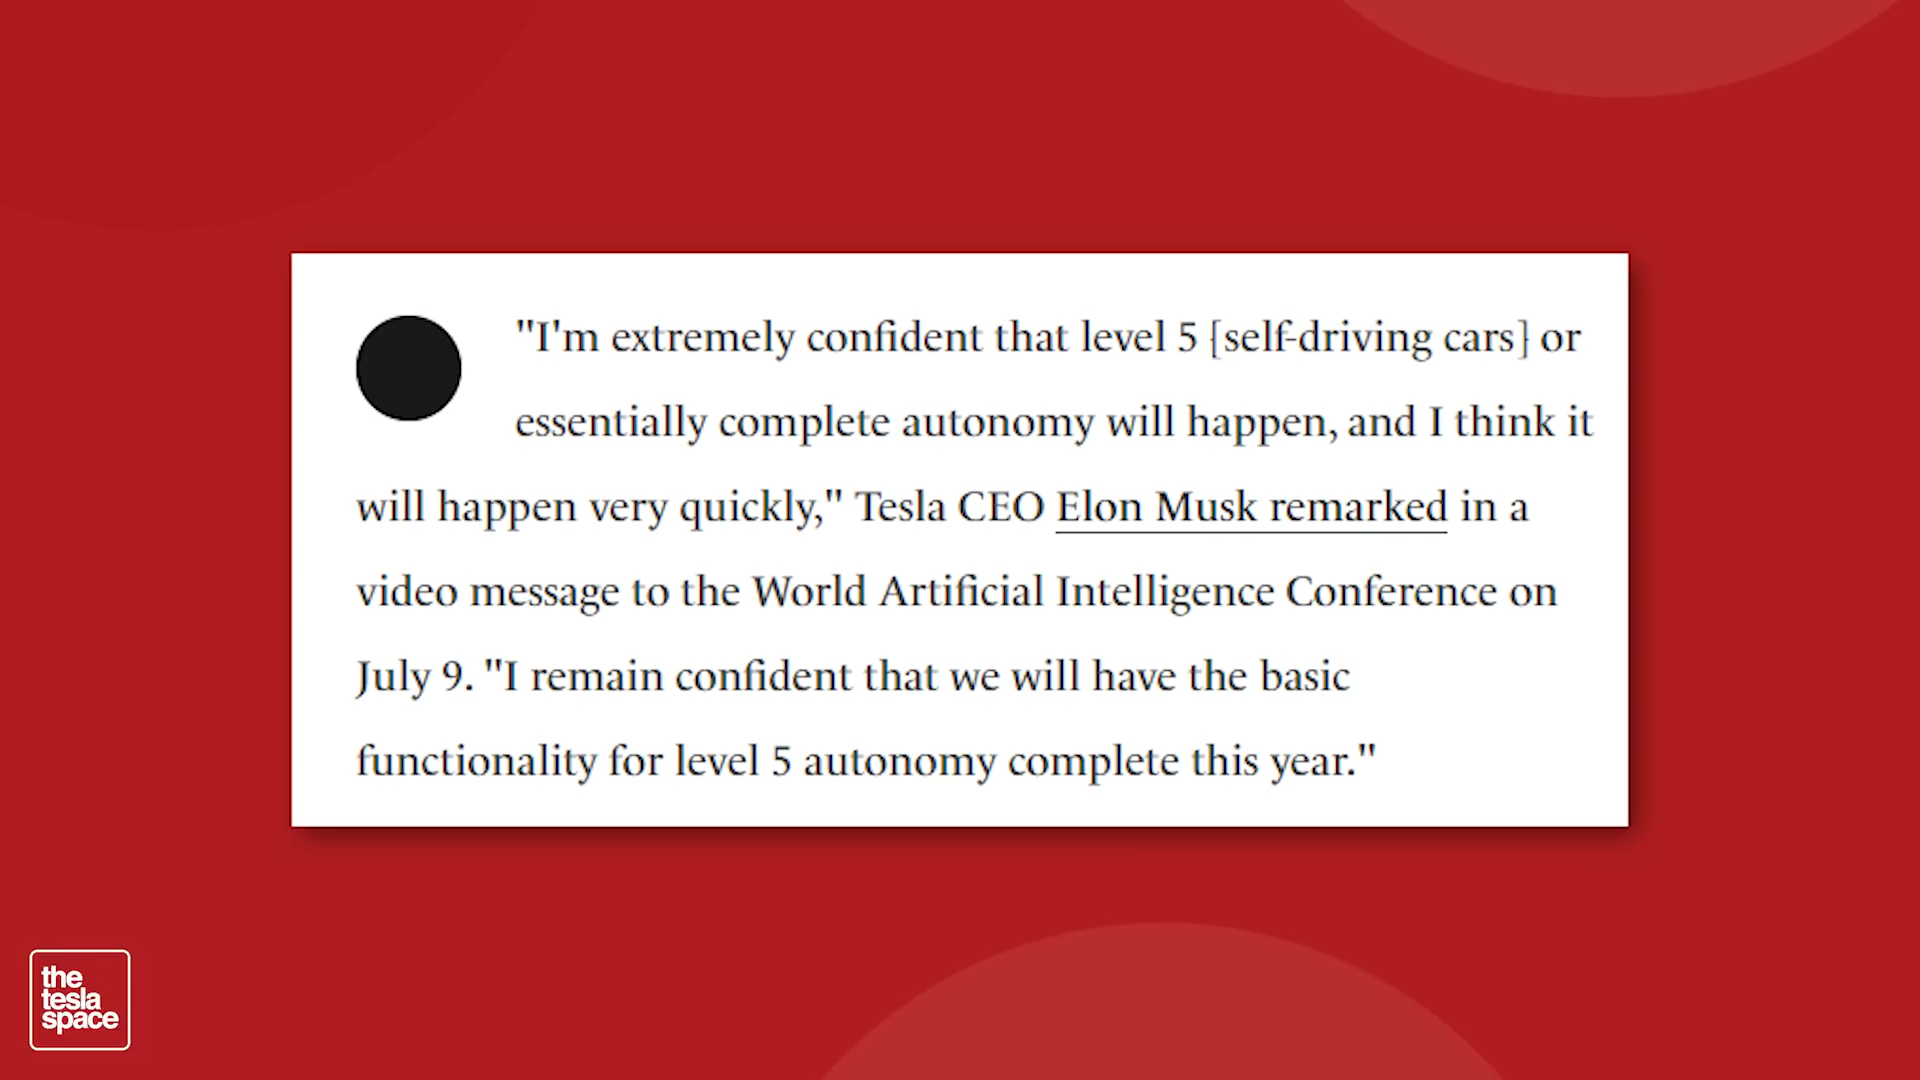 "I'm extremely confident that level 5 [self-driving cars] or
essentially complete autonomy will happen, and I think it
will happen very quickly," Tesla CEO Elon Musk remarked in a
video message to the World Artificial Intelligence Conference on
July 9. "I remain confident that we will have the basic
functionality for level 5 autonomy complete this year."
the
tesla
space